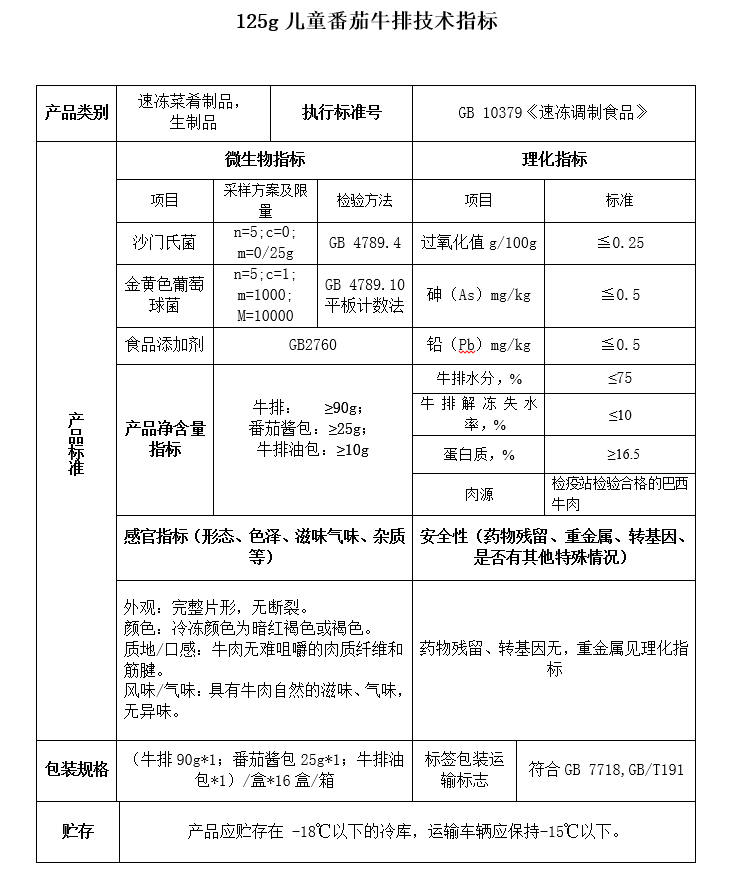 125g 儿童番茄牛排技术指标
产品类别
速冻菜肴制品，
生制品
执行标准号
GB 10379《速冻调制食品》
产品标准
微生物指标
理化指标
项目
采样方案及限
量
检验方法
项目
标准
沙门氏菌
n=5;c=0;
m=0/25g
GB 4789.4
过氧化值 g/100g
≦0.25
金黄色葡萄
球菌
n=5;c=1;
m=1000;
M=10000
GB 4789.10
平板计数法
砷（As）mg/kg
≦0.5
食品添加剂
GB2760
铅（Pb）mg/kg
≦0.5
产品净含量
指标
牛排： ≥90g；
番茄酱包：≥25g；
牛排油包：≥10g
牛排水分，%
≤75
牛排解冻失水
率，%
≤10
蛋白质，%
≥16.5
肉源
检疫站检验合格的巴西
牛肉
感官指标（形态、色泽、滋味气味、杂质
等）
安全性（药物残留、重金属、转基因、
是否有其他特殊情况）
外观：完整片形，无断裂。
颜色：冷冻颜色为暗红褐色或褐色。
质地/口感：牛肉无难咀嚼的肉质纤维和
筋腱。
风味/气味：具有牛肉自然的滋味、气味，
无异味。
药物残留、转基因无，重金属见理化指
标
包装规格
（牛排 90g*1；番茄酱包 25g*1；牛排油
包*1）/盒*16 盒/箱
标签包装运
输标志
符合 GB 7718,GB/T191
贮存
产品应贮存在 -18℃以下的冷库，运输车辆应保持-15℃以下。